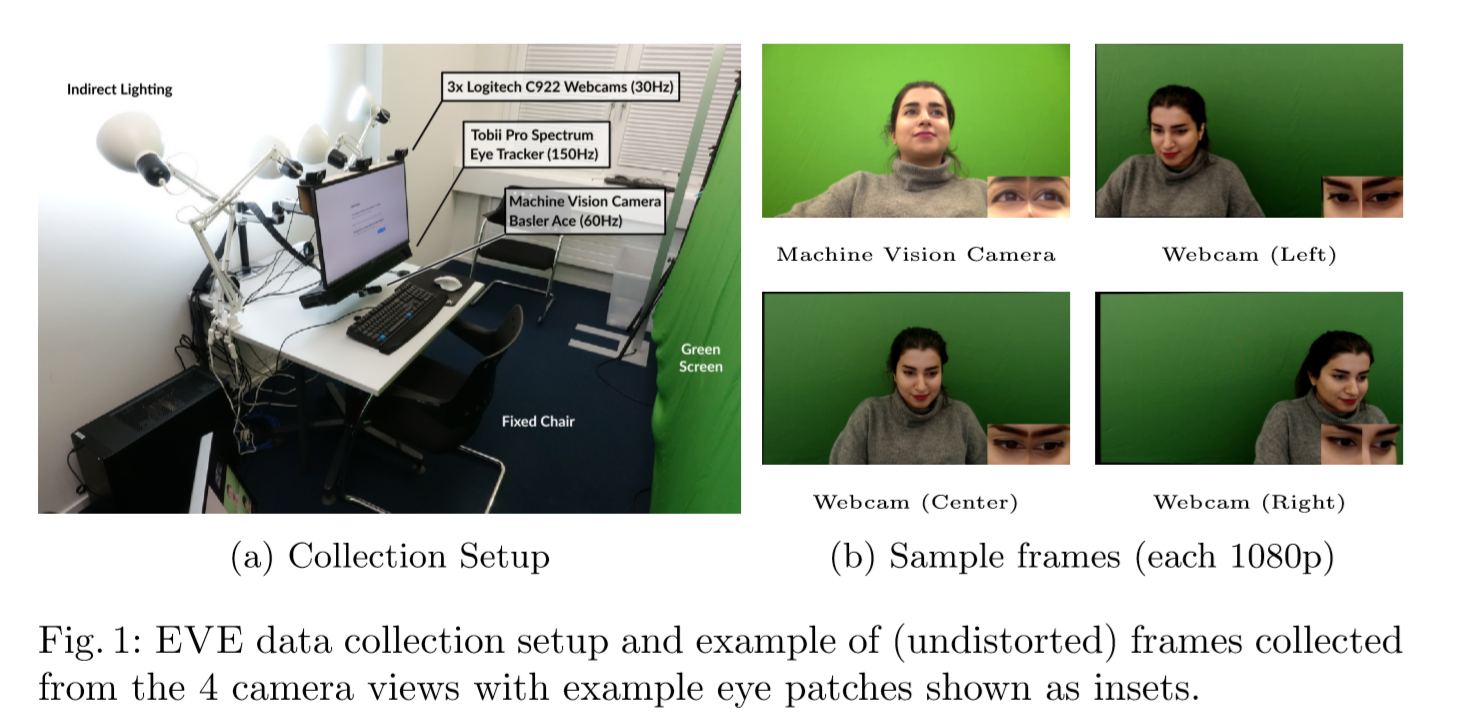 Indirect Lighting
3x Logitech C922 Webcams (30Hz)
Tobii Pro Spectrum
Eye Tracker (150Hz)
Machine Vision Camera
Basler Ace (60Hz)
Green
Screen
Fixed Chair
Machine Vision Camera
Webcam (Left)
Webcam (Center)
Webcam (Right)
(a) Collection Setup
(b) Sample frames (each 1080p)
Fig. 1: EVE data collection setup and example of (undistorted) frames collected
from the 4 camera views with example eye patches shown as insets.